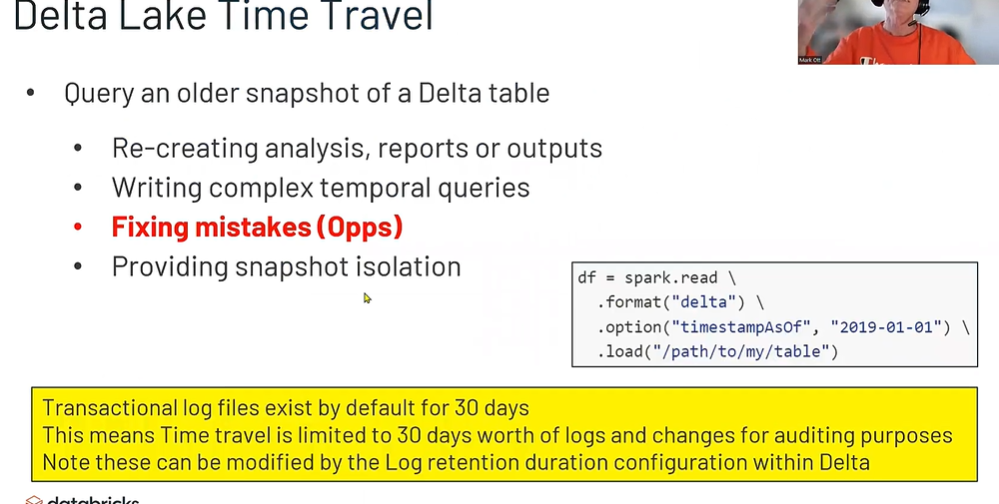 Delta Lake Time Travel
Mark Ott
• Query an older snapshot of a Delta table
• Re-creating analysis, reports or outputs
• Writing complex temporal queries
• Fixing mistakes (Opps)
• Providing snapshot isolation
df = spark.read \
.format("delta") \
.option("timestampAsOf", "2019-01-01") \
.load("/path/to/my/table")
Transactional log files exist by default for 30 days
This means Time travel is limited to 30 days worth of logs and changes for auditing purposes
Note these can be modified by the Log retention duration configuration within Delta
databricks